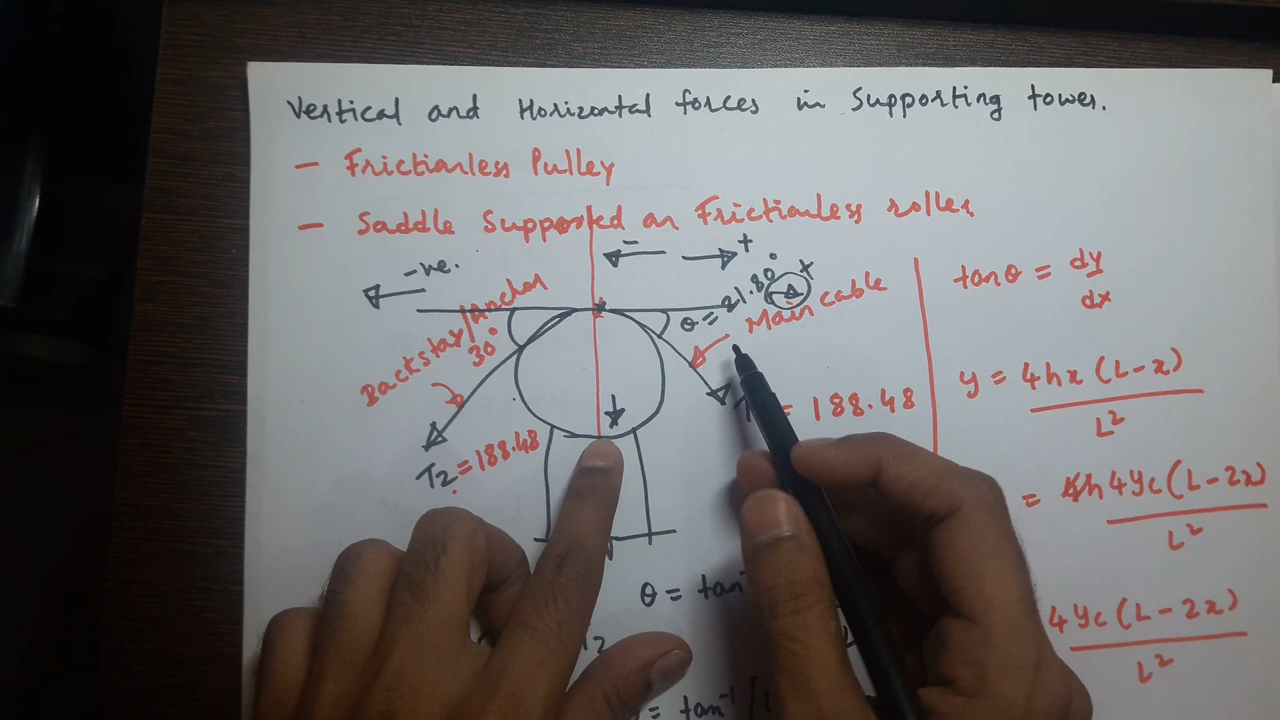 Vertical and Horizontal forces in Supporting tower.
- Frictionless Pulley
- Saddle Supported on Frictionless roller
- +
-ve.
+
Backstay/Anchor
30°
θ = 21.80°
Main cable
T2 = 188.48
= 188.48
θ = tan
2
= tan⁻¹
tanθ = dy/dx
y = 4hx (L-x)
L²
= 4yc (L-2x)
L²
4yc (L-2x)
L²